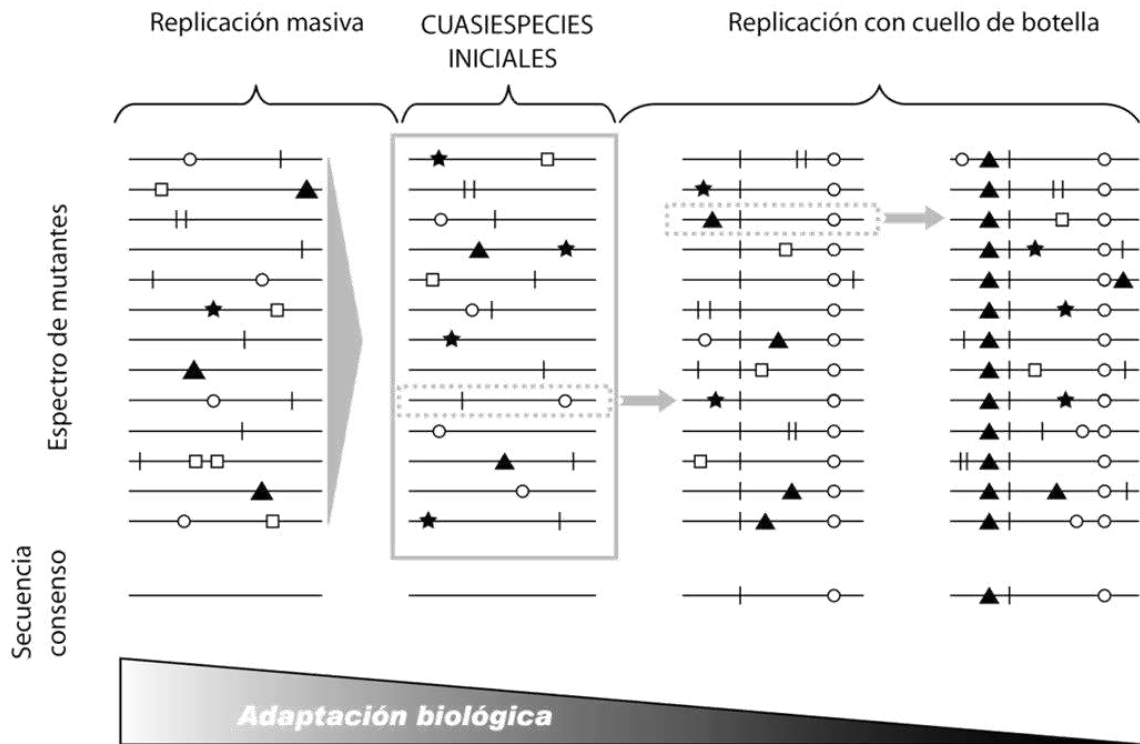 Replicación masiva
CUASIESPECIES
INICIALES
Replicación con cuello de botella
Espectro de mutantes
Secuencia
consenso
Adaptación biológica